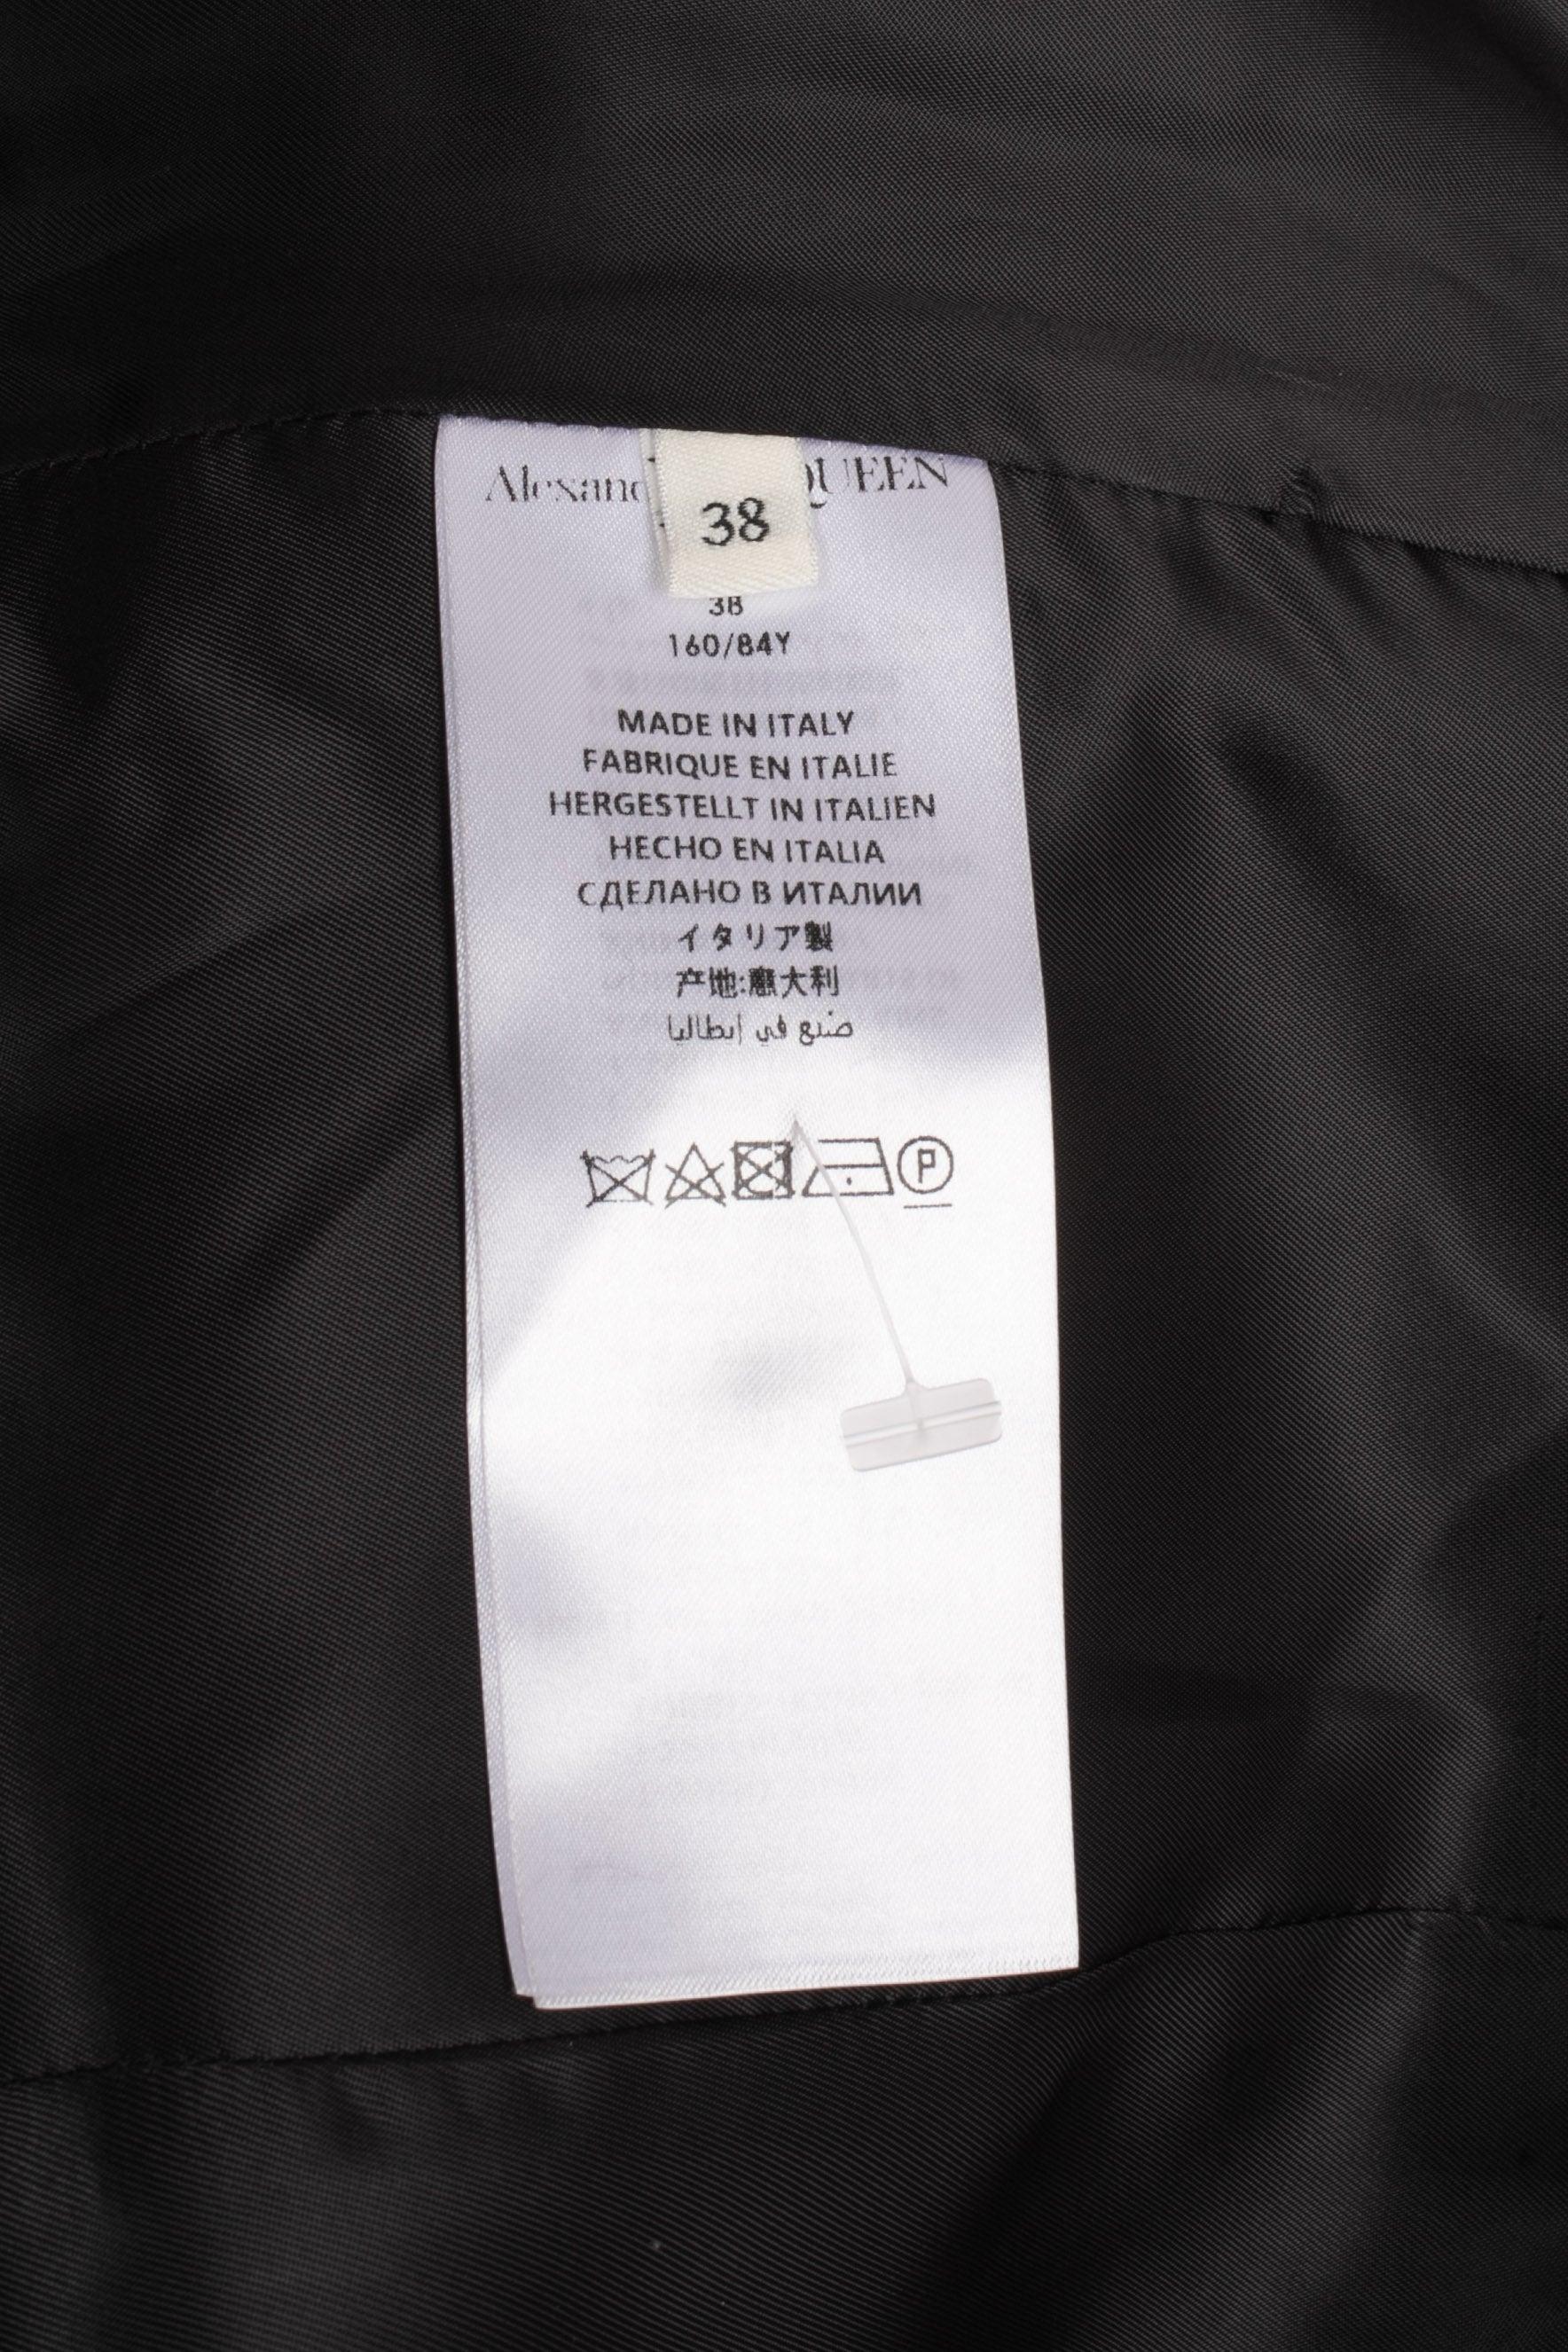 Alexand QUEEN
38
38
160/84Y
MADE IN ITALY
FABRIQUE EN ITALIE
HERGESTELLT IN ITALIEN
HECHO EN ITALIA
СДЕЛАНО В ИТАЛИИ
イタリア製
产地:意大利
صنع في إيطاليا
P